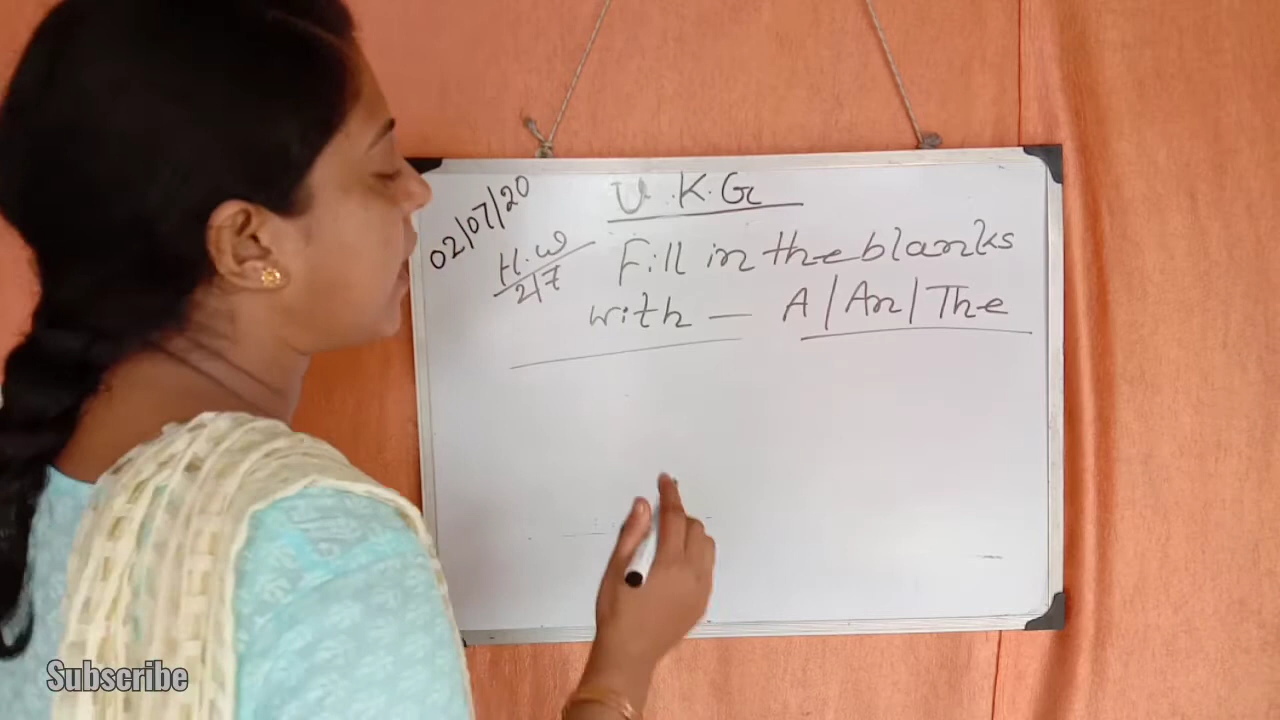 02/07/20
U.K.G
H.W
2/7
Fill in the blanks
with — A/An/The
Subscribe